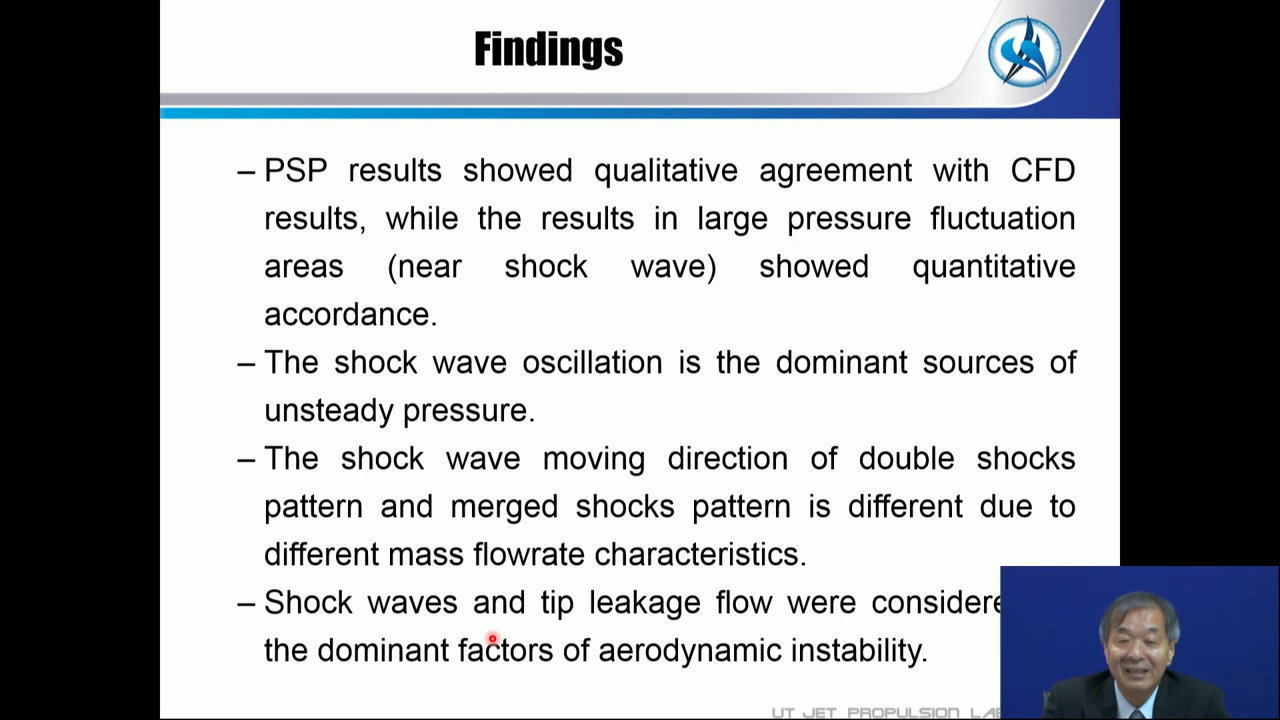 Findings
– PSP results showed qualitative agreement with CFD
results, while the results in large pressure fluctuation
areas (near shock wave) showed quantitative
accordance.
– The shock wave oscillation is the dominant sources of
unsteady pressure.
– The shock wave moving direction of double shocks
pattern and merged shocks pattern is different due to
different mass flowrate characteristics.
– Shock waves and tip leakage flow were
the dominant factors of aerodynamic instability.
UT JET PROPULSION